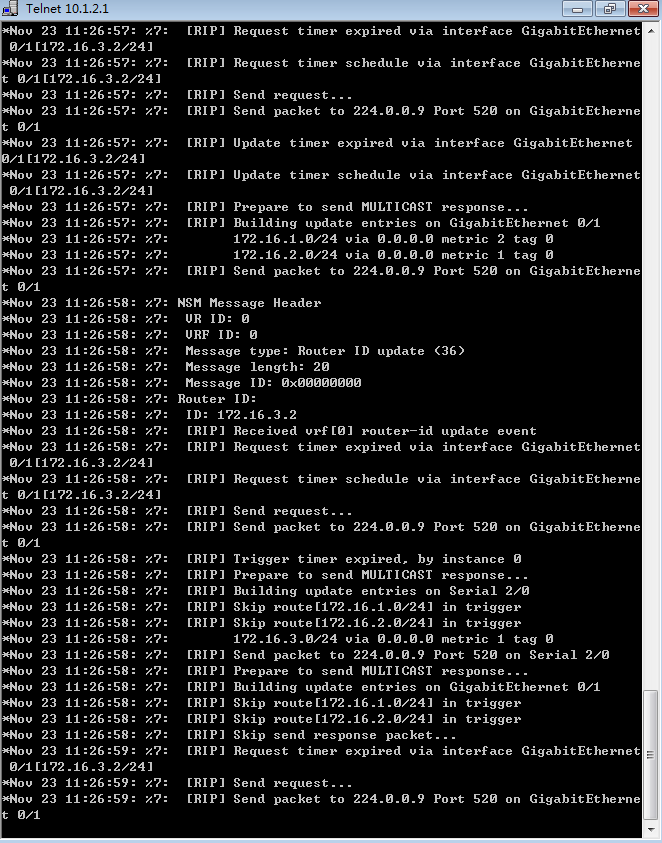 Telnet 10.1.2.1
*Nov 23 11:26:57: %7:  [RIP] Request timer expired via interface GigabitEthernet
 0/1[172.16.3.2/24]
*Nov 23 11:26:57: %7:  [RIP] Request timer schedule via interface GigabitEtherne
t 0/1[172.16.3.2/24]
*Nov 23 11:26:57: %7:  [RIP] Send request...
*Nov 23 11:26:57: %7:  [RIP] Send packet to 224.0.0.9 Port 520 on GigabitEtherne
t 0/1
*Nov 23 11:26:57: %7:  [RIP] Update timer expired via interface GigabitEthernet
0/1[172.16.3.2/24]
*Nov 23 11:26:57: %7:  [RIP] Update timer schedule via interface GigabitEthernet
 0/1[172.16.3.2/24]
*Nov 23 11:26:57: %7:  [RIP] Prepare to send MULTICAST response...
*Nov 23 11:26:57: %7:  [RIP] Building update entries on GigabitEthernet 0/1
*Nov 23 11:26:57: %7:        172.16.1.0/24 via 0.0.0.0 metric 2 tag 0
*Nov 23 11:26:57: %7:        172.16.2.0/24 via 0.0.0.0 metric 1 tag 0
*Nov 23 11:26:57: %7:  [RIP] Send packet to 224.0.0.9 Port 520 on GigabitEtherne
t 0/1
*Nov 23 11:26:58: %7: NSM Message Header
*Nov 23 11:26:58: %7:  VR ID: 0
*Nov 23 11:26:58: %7:  VRF ID: 0
*Nov 23 11:26:58: %7:  Message type: Router ID update (36)
*Nov 23 11:26:58: %7:  Message length: 20
*Nov 23 11:26:58: %7:  Message ID: 0x00000000
*Nov 23 11:26:58: %7: Router ID:
*Nov 23 11:26:58: %7:  ID: 172.16.3.2
*Nov 23 11:26:58: %7:  [RIP] Received vrf[0] router-id update event
*Nov 23 11:26:58: %7:  [RIP] Request timer expired via interface GigabitEthernet
 0/1[172.16.3.2/24]
*Nov 23 11:26:58: %7:  [RIP] Request timer schedule via interface GigabitEtherne
t 0/1[172.16.3.2/24]
*Nov 23 11:26:58: %7:  [RIP] Send request...
*Nov 23 11:26:58: %7:  [RIP] Send packet to 224.0.0.9 Port 520 on GigabitEtherne
t 0/1
*Nov 23 11:26:58: %7:  [RIP] Trigger timer expired, by instance 0
*Nov 23 11:26:58: %7:  [RIP] Prepare to send MULTICAST response...
*Nov 23 11:26:58: %7:  [RIP] Building update entries on Serial 2/0
*Nov 23 11:26:58: %7:  [RIP] Skip route[172.16.1.0/24] in trigger
*Nov 23 11:26:58: %7:  [RIP] Skip route[172.16.2.0/24] in trigger
*Nov 23 11:26:58: %7:        172.16.3.0/24 via 0.0.0.0 metric 1 tag 0
*Nov 23 11:26:58: %7:  [RIP] Send packet to 224.0.0.9 Port 520 on Serial 2/0
*Nov 23 11:26:58: %7:  [RIP] Prepare to send MULTICAST response...
*Nov 23 11:26:58: %7:  [RIP] Building update entries on GigabitEthernet 0/1
*Nov 23 11:26:58: %7:  [RIP] Skip route[172.16.1.0/24] in trigger
*Nov 23 11:26:58: %7:  [RIP] Skip route[172.16.2.0/24] in trigger
*Nov 23 11:26:58: %7:  [RIP] Skip send response packet...
*Nov 23 11:26:59: %7:  [RIP] Request timer expired via interface GigabitEthernet
 0/1[172.16.3.2/24]
*Nov 23 11:26:59: %7:  [RIP] Send request...
*Nov 23 11:26:59: %7:  [RIP] Send packet to 224.0.0.9 Port 520 on GigabitEtherne
t 0/1